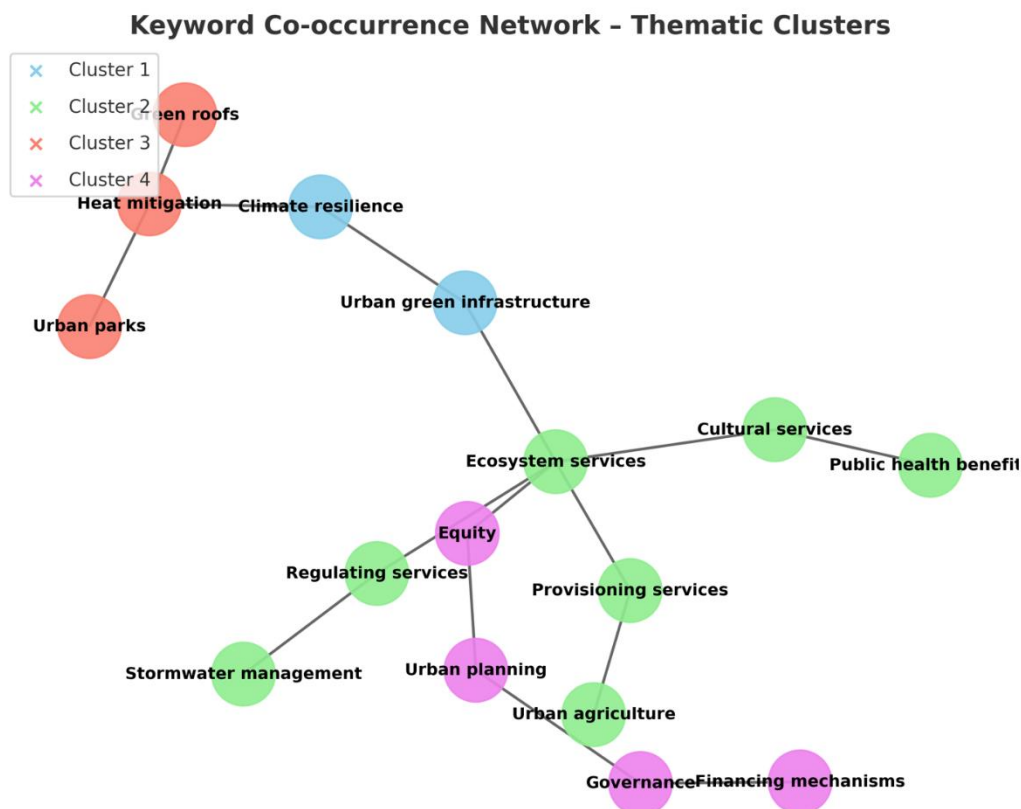 Keyword Co-occurrence Network – Thematic Clusters
Cluster 1
Cluster 2
Cluster 3
Cluster 4
Green roofs
Heat mitigation
Climate resilience
Urban green infrastructure
Urban parks
Cultural services
Ecosystem services
Public health benefit
Equity
Regulating services
Provisioning services
Stormwater management
Urban planning
Urban agriculture
Governance
Financing mechanisms